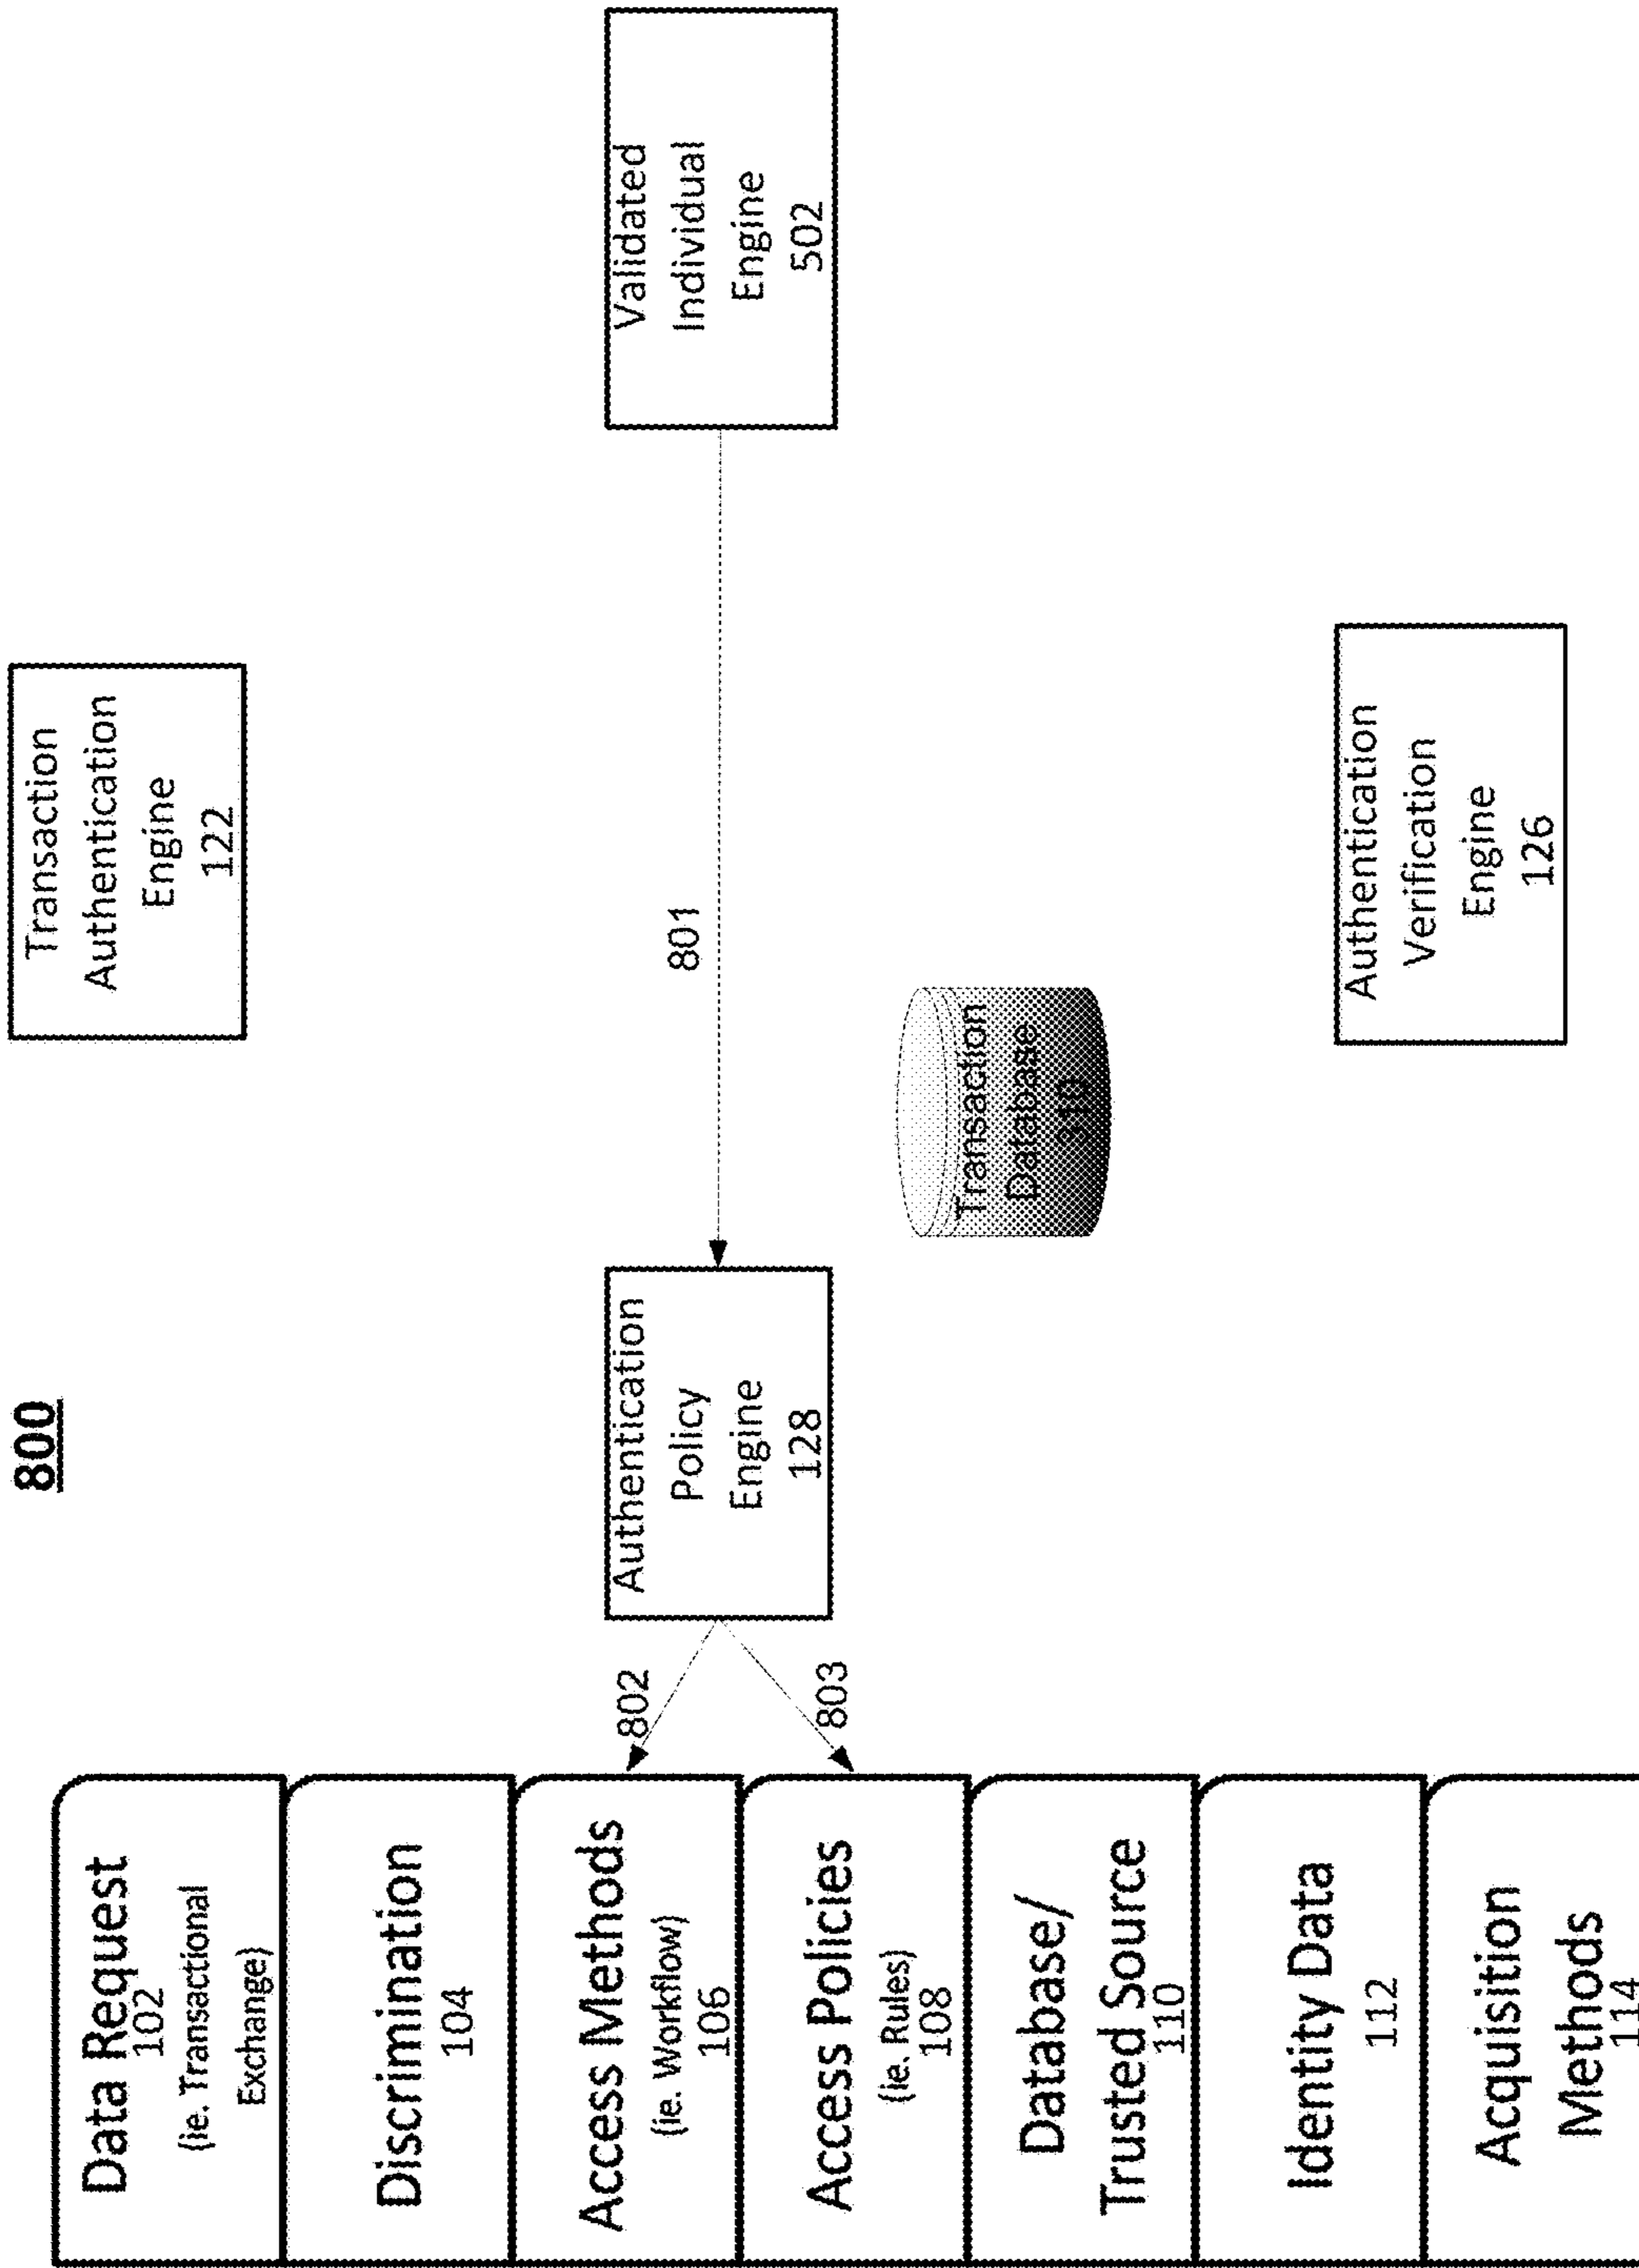 800
Data Request
102
(ie. Transactional
Exchange)
Discrimination
104
Access Methods
(ie. Workflow)
106
Access Policies
(ie. Rules)
108
Database/
Trusted Source
110
Identity Data
112
Acquisition
Methods
114
802
803
Authentication
Policy
Engine
128
801
Transaction
Authentication
Engine
122
Transaction
Database
310
Authentication
Verification
Engine
126
Validated
Individual
Engine
502